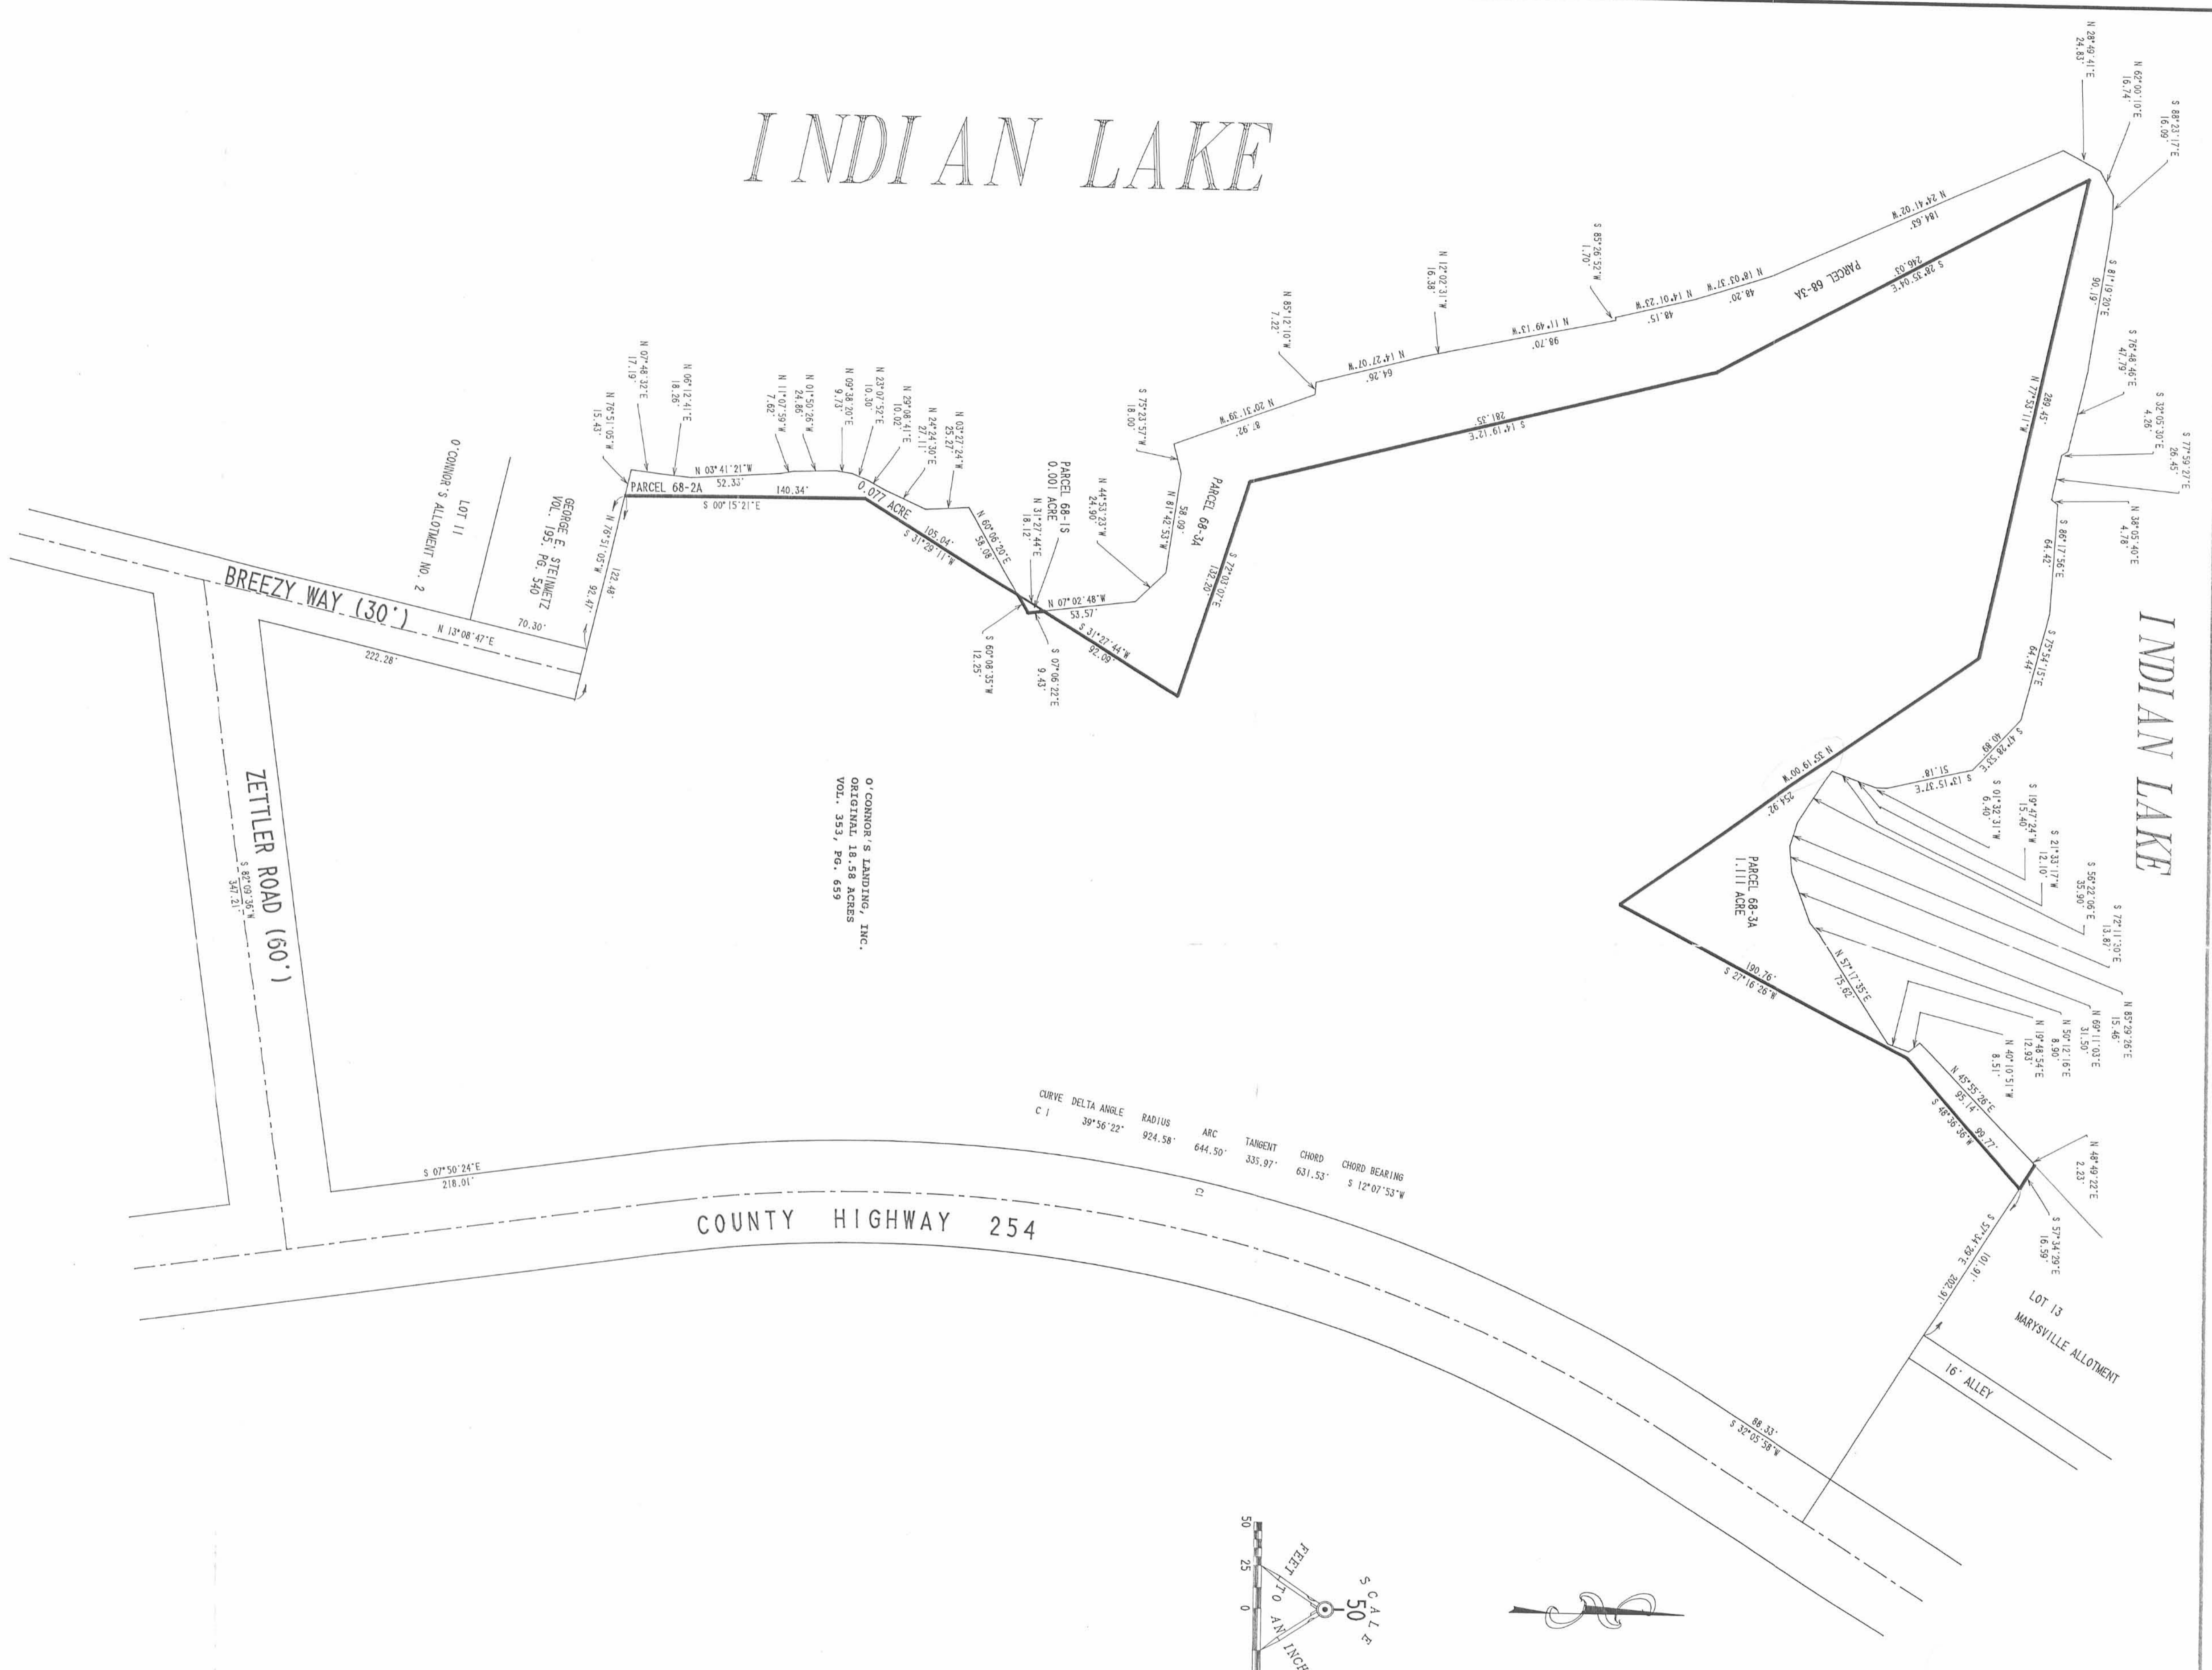 INDIAN LAKE
INDIAN LAKE
N 28°49'41"E
24.83'
N 62°00'10"E
16.74'
S 88°23'17"E
16.09'
S 81°19'20"E
90.19'
S 76°48'46"E
47.79'
S 32°05'30"E
4.26'
S 77°59'27"E
26.45'
N 38°05'40"E
4.78'
S 86°17'56"E
64.42'
S 75°54'15"E
64.44'
S 47°28'53"E
40.89'
S 13°15'37"E
51.18'
S 01°32'31"W
6.40'
S 19°47'24"W
15.40'
S 21°33'17"W
12.10'
S 56°22'06"E
35.90'
S 72°11'30"E
13.87'
N 85°29'26"E
15.46'
N 69°11'03"E
31.50'
N 50°12'16"E
8.90'
N 57°17'35"E
75.62'
N 19°48'54"E
12.93'
N 40°10'51"W
8.51'
N 45°55'26"E
95.14'
99.77'
S 48°36'36"W
N 48°49'22"E
2.23'
S 57°34'29"E
16.59'
S 57°34'29"E 202.91'
101.91'
LOT 13
MARYSVILLE ALLOTMENT
16' ALLEY
PARCEL 68-3A
1.111 ACRE
190.76'
S 27°16'26"W
N 35°19'00"W
254.92'
289.45'
N 77°53'11"W
N 24°41'02"W
184.63'
PARCEL 68-3A
S 28°35'04"E
246.03'
N 18°03'37"W
48.20'
N 14°01'23"W
48.15'
S 85°26'52"W
1.70'
N 11°49'13"W
98.70'
N 12°02'31"W
16.38'
N 14°27'07"W
64.26'
N 85°12'10"W
7.22'
N 20°31'39"W
87.92'
S 14°19'12"E
281.35'
S 75°23'57"W
18.00'
58.09'
N 81°42'53"W
PARCEL 68-3A
S 72°03'07"E
132.20'
N 44°53'23"W
24.90'
N 07°02'48"W
53.57'
PARCEL 68-1S
0.001 ACRE
N 31°27'44"E
18.12'
S 31°27'44"W
92.09'
S 07°06'22"E
9.43'
S 60°08'35"W
12.25'
N 60°06'20"E
58.08'
N 03°27'24"W
25.27'
N 24°24'30"E
27.11'
N 29°08'41"E
10.02'
N 23°07'52"E
10.30'
N 09°38'20"E
9.73'
N 01°50'26"W
24.86'
N 11°07'59"W
7.62'
N 03°41'21"W
52.33'
N 06°12'41"E
18.26'
N 07°48'32"E
17.19'
N 76°51'05"W
15.43'
PARCEL 68-2A
0.077 ACRE
140.34'
S 00°15'21"E
105.04'
S 31°29'11"W
122.48'
N 76°51'05"W 92.47'
GEORGE E. STEINMETZ
VOL. 195, PG. 540
LOT 11
O'CONNOR'S ALLOTMENT NO. 2
70.30'
BREEZY WAY (30')
N 13°08'47"E
222.28'
ZETTLER ROAD (60')
S 82°09'36"W
347.21'
O'CONNOR'S LANDING, INC.
ORIGINAL 18.58 ACRES
VOL. 353, PG. 659
S 07°50'24"E
218.01'
COUNTY HIGHWAY 254
C1
88.33'
S 32°05'58"W
CURVE DELTA ANGLE RADIUS ARC TANGENT CHORD CHORD BEARING
C 1 39°56'22" 924.58' 644.50' 335.97' 631.53' S 12°07'53"W
SCALE
50
FEET TO AN INCH
50 25 0